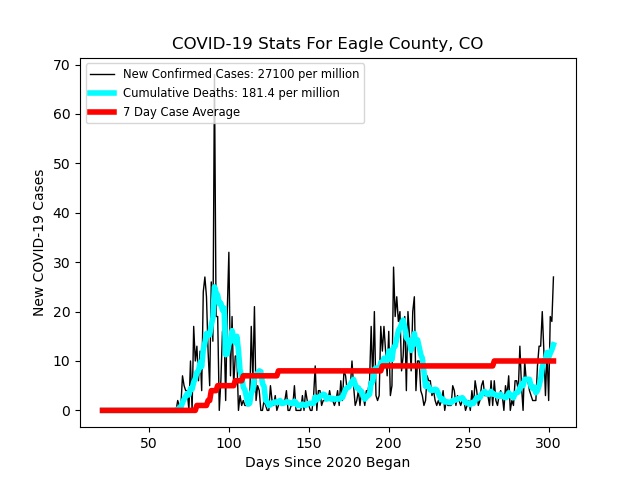 COVID-19 Stats For Eagle County, CO
New Confirmed Cases: 27100 per million
Cumulative Deaths: 181.4 per million
7 Day Case Average
New COVID-19 Cases
70
60
50
40
30
20
10
0
50 100 150 200 250 300
Days Since 2020 Began